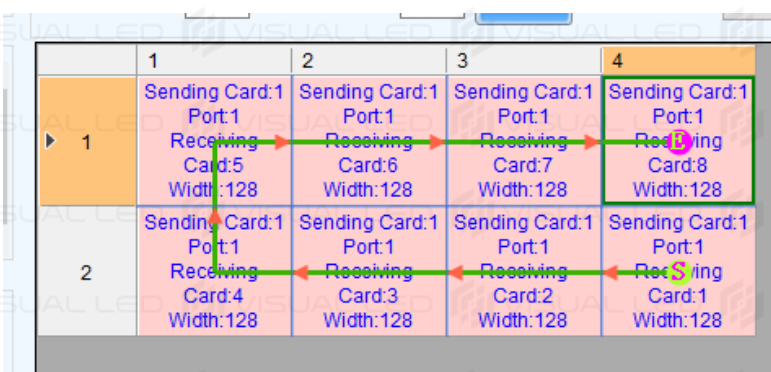 1 2 3 4
Sending Card:1 Sending Card:1 Sending Card:1 Sending Card:1
Port:1 Port:1 Port:1 Port:1
1 Receiving Receiving Receiving Receiving
Card:5 Card:6 Card:7 Card:8
Width:128 Width:128 Width:128 Width:128
E
Sending Card:1 Sending Card:1 Sending Card:1 Sending Card:1
Port:1 Port:1 Port:1 Port:1
2 Receiving Receiving Receiving Receiving
Card:4 Card:3 Card:2 Card:1
Width:128 Width:128 Width:128 Width:128
S
VISUAL LED